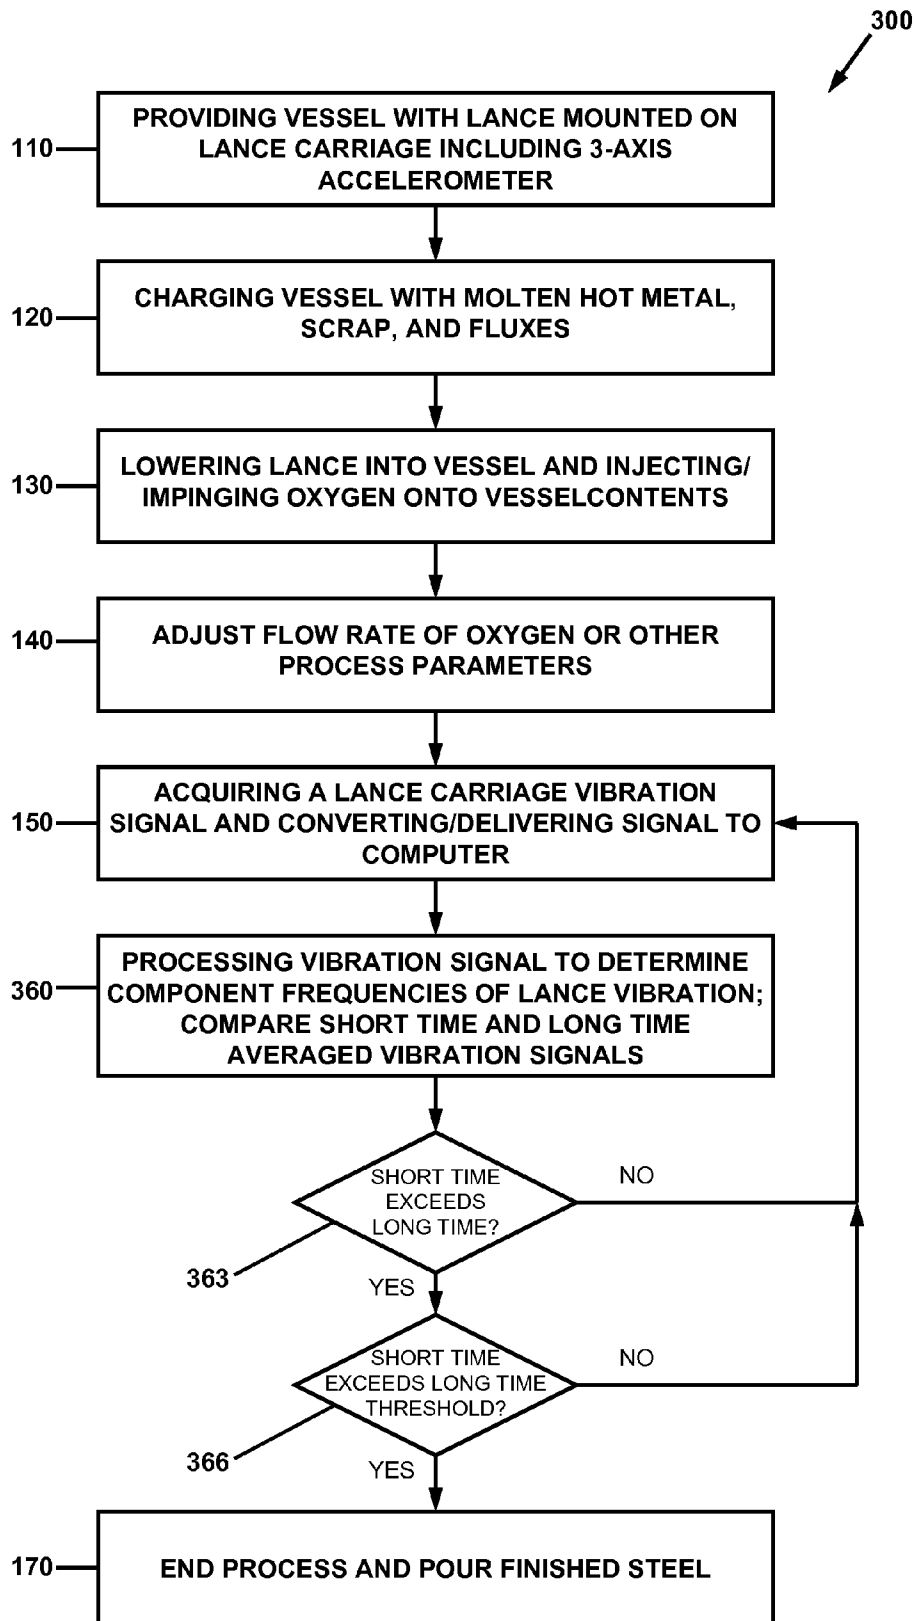 300
110
PROVIDING VESSEL WITH LANCE MOUNTED ON
LANCE CARRIAGE INCLUDING 3-AXIS
ACCELEROMETER
120
CHARGING VESSEL WITH MOLTEN HOT METAL,
SCRAP, AND FLUXES
130
LOWERING LANCE INTO VESSEL AND INJECTING/
IMPINGING OXYGEN ONTO VESSELCONTENTS
140
ADJUST FLOW RATE OF OXYGEN OR OTHER
PROCESS PARAMETERS
150
ACQUIRING A LANCE CARRIAGE VIBRATION
SIGNAL AND CONVERTING/DELIVERING SIGNAL TO
COMPUTER
360
PROCESSING VIBRATION SIGNAL TO DETERMINE
COMPONENT FREQUENCIES OF LANCE VIBRATION;
COMPARE SHORT TIME AND LONG TIME
AVERAGED VIBRATION SIGNALS
SHORT TIME
EXCEEDS
LONG TIME?
NO
363
YES
SHORT TIME
EXCEEDS LONG TIME
THRESHOLD?
NO
366
YES
170
END PROCESS AND POUR FINISHED STEEL